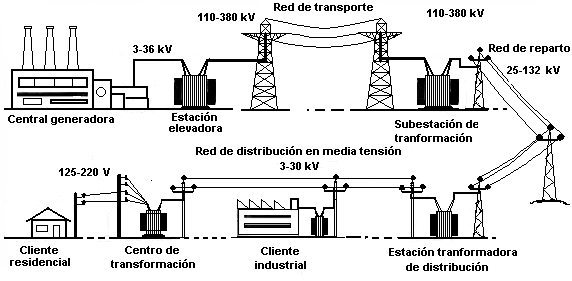 Red de transporte
110-380 kV
110-380 kV
3-36 kV
Red de reparto
25-132 kV
Central generadora
Estación
elevadora
Subestación de
tranformación
Red de distribución en media tensión
3-30 kV
125-220 V
Cliente
residencial
Centro de
transformación
Cliente
industrial
Estación tranformadora
de distribución